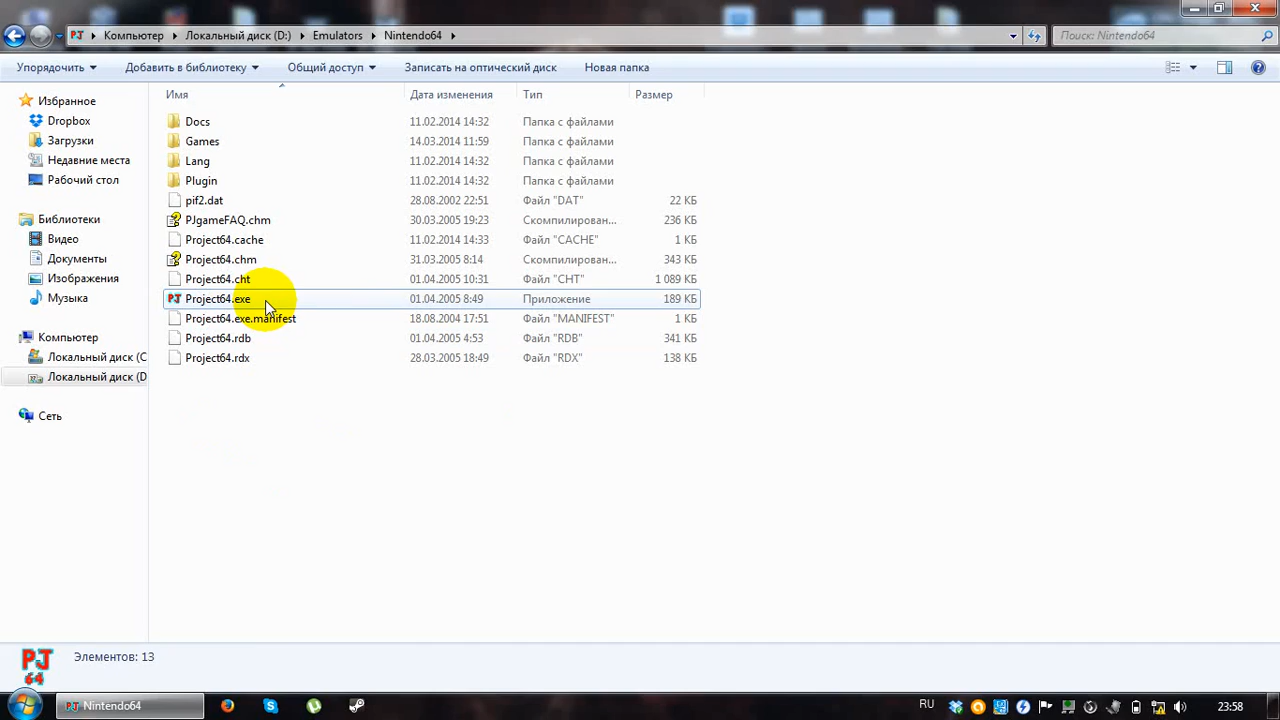 PJ Компьютер Локальный диск (D:) Emulators Nintendo64 Поиск: Nintendo64
Упорядочить Добавить в библиотеку Общий доступ Записать на оптический диск Новая папка
Имя Дата изменения Тип Размер
Избранное
Dropbox
Загрузки
Недавние места
Рабочий стол
Библиотеки
Видео
Документы
Изображения
Музыка
Компьютер
Локальный диск (C
Локальный диск (D
Сеть
Docs 11.02.2014 14:32 Папка с файлами
Games 14.03.2014 11:59 Папка с файлами
Lang 11.02.2014 14:32 Папка с файлами
Plugin 11.02.2014 14:32 Папка с файлами
pif2.dat 28.08.2002 22:51 Файл "DAT" 22 КБ
PJgameFAQ.chm 30.03.2005 19:23 Скомпилирован... 236 КБ
Project64.cache 11.02.2014 14:33 Файл "CACHE" 1 КБ
Project64.chm 31.03.2005 8:14 Скомпилирован... 343 КБ
Project64.cht 01.04.2005 10:31 Файл "CHT" 1 089 КБ
PJ Project64.exe 01.04.2005 8:49 Приложение 189 КБ
Project64.exe.manifest 18.08.2004 17:51 Файл "MANIFEST" 1 КБ
Project64.rdb 01.04.2005 4:53 Файл "RDB" 341 КБ
Project64.rdx 28.03.2005 18:49 Файл "RDX" 138 КБ
PJ
64
Элементов: 13
PJ Nintendo64 RU 23:58